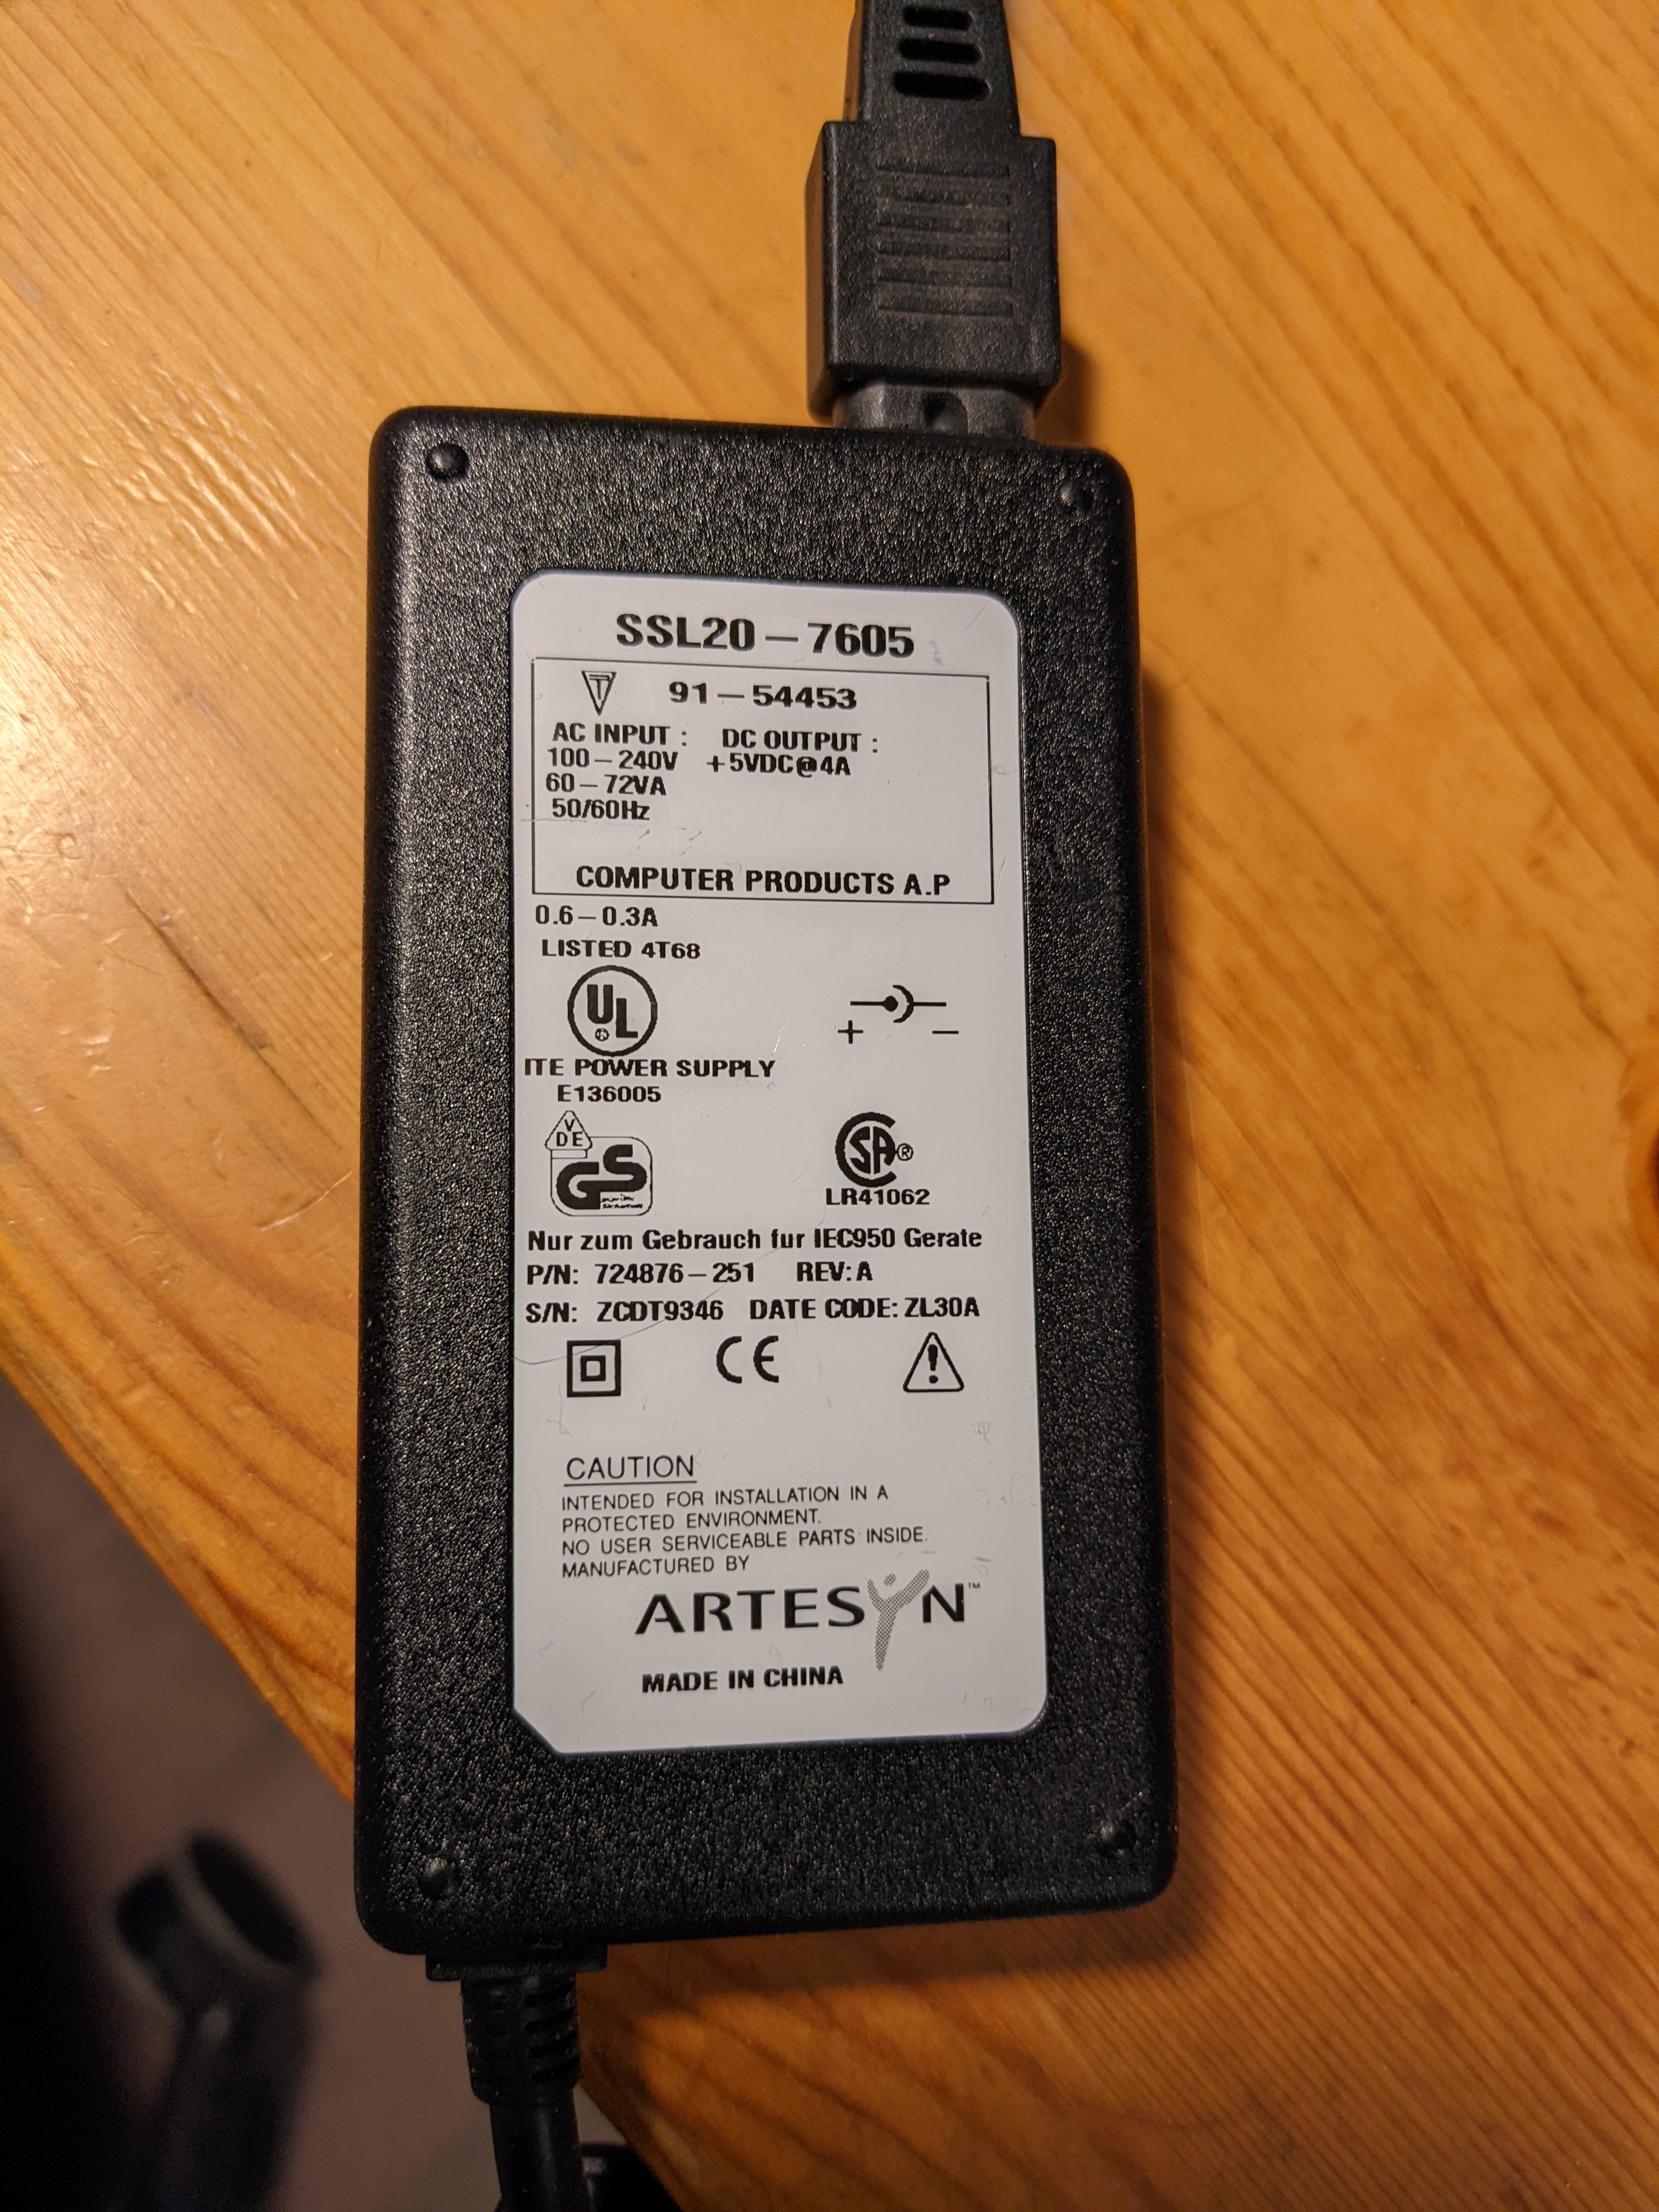 SSL20-7605
T 91-54453
AC INPUT : DC OUTPUT :
100-240V +5VDC@4A
60-72VA
50/60Hz
COMPUTER PRODUCTS A.P
0.6-0.3A
LISTED 4T68
UL
+ -
ITE POWER SUPPLY
E136005
VDE
GS
SA®
LR41062
Nur zum Gebrauch fur IEC950 Gerate
P/N: 724876-251 REV:A
S/N: ZCDT9346 DATE CODE: ZL30A
CE
!
CAUTION
INTENDED FOR INSTALLATION IN A
PROTECTED ENVIRONMENT.
NO USER SERVICEABLE PARTS INSIDE.
MANUFACTURED BY
ARTESYN™
MADE IN CHINA